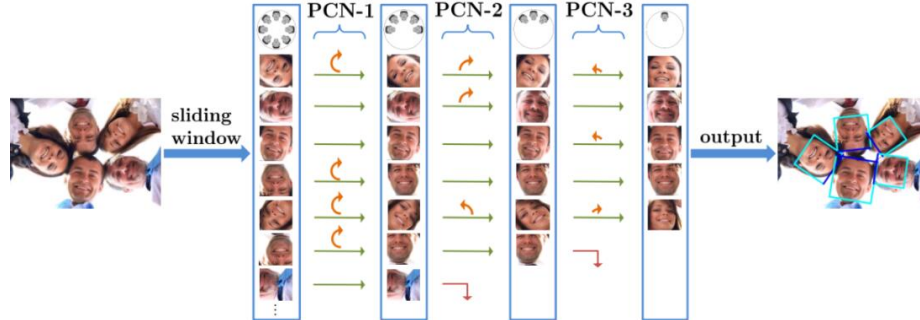 PCN-1
PCN-2
PCN-3
sliding
window
output
⋮